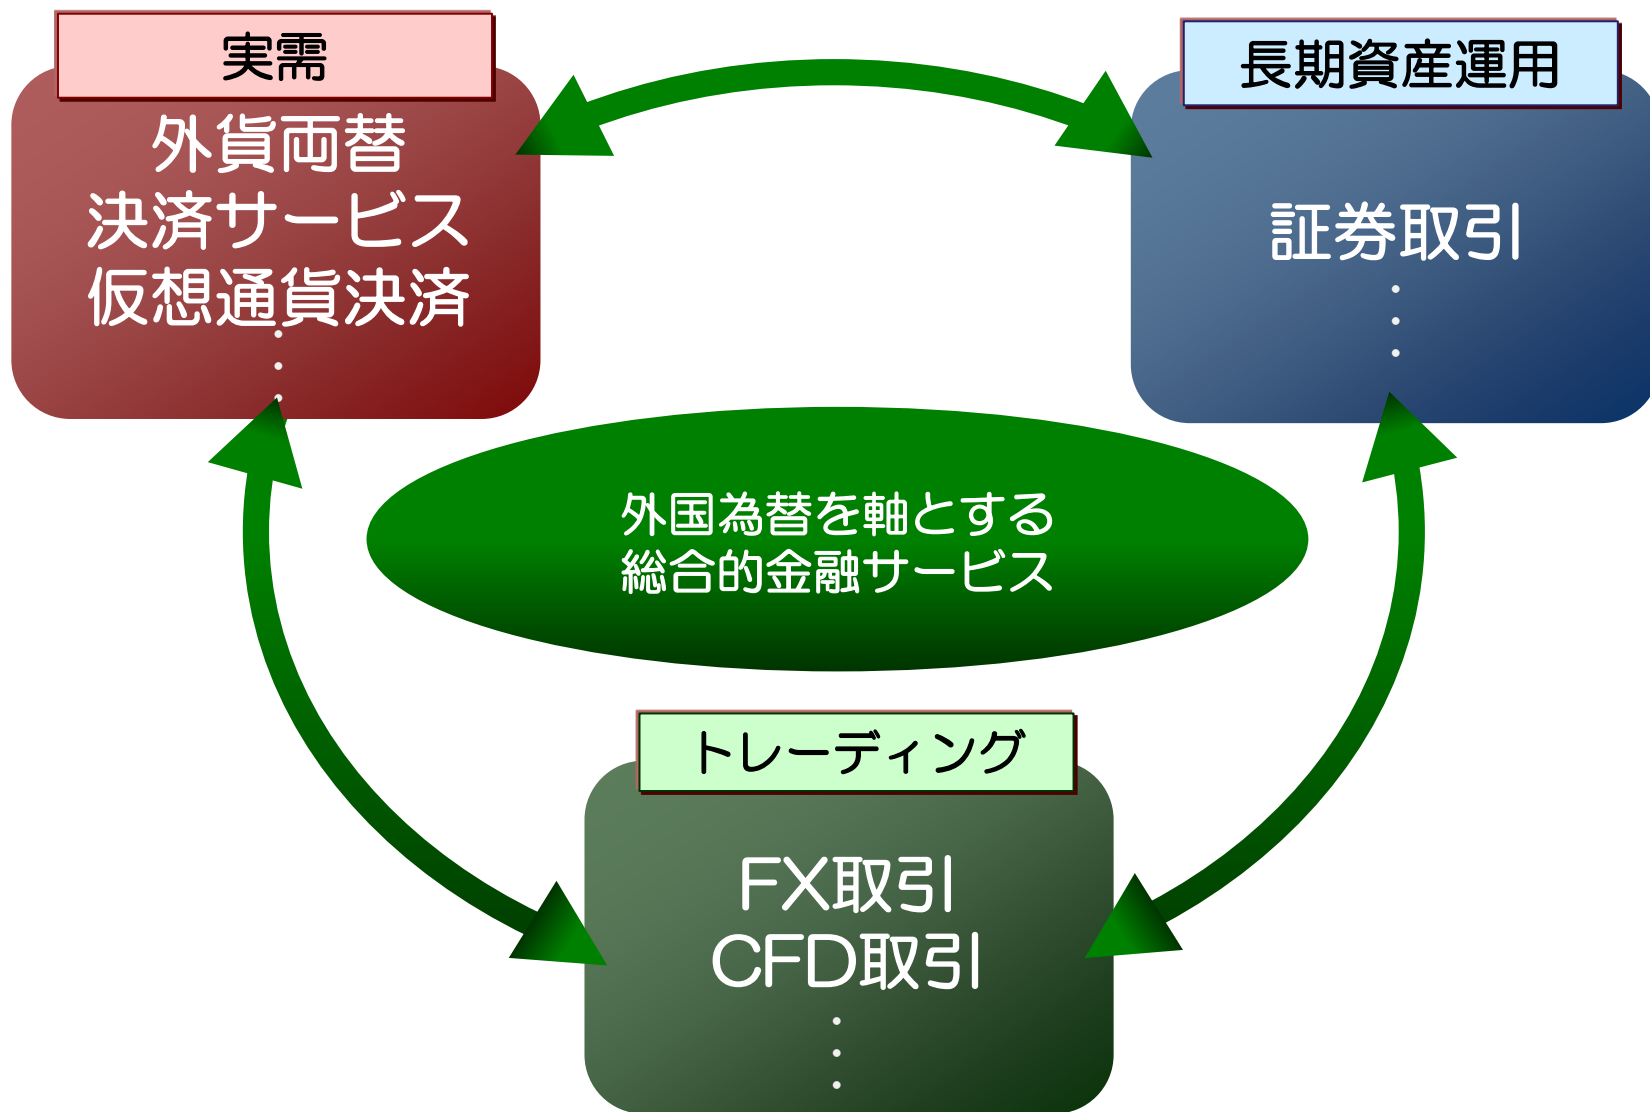 実需
外貨両替
決済サービス
仮想通貨決済
・
・
・
長期資産運用
証券取引
・
・
・
外国為替を軸とする
総合的金融サービス
トレーディング
FX取引
CFD取引
・
・
・